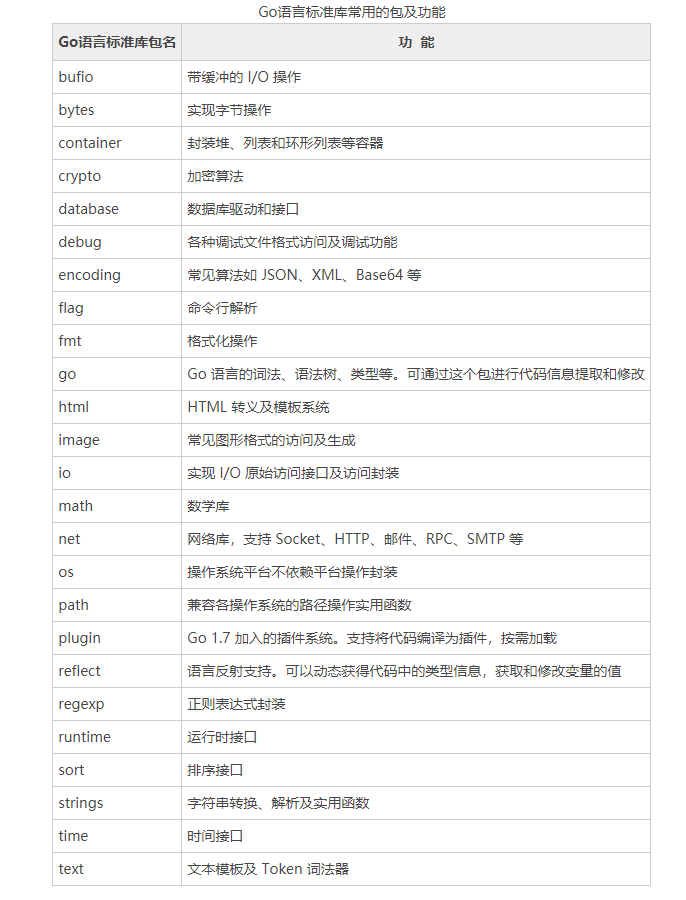 Go语言标准库常用的包及功能
Go语言标准库包名 功 能
bufio 带缓冲的 I/O 操作
bytes 实现字节操作
container 封装堆、列表和环形列表等容器
crypto 加密算法
database 数据库驱动和接口
debug 各种调试文件格式访问及调试功能
encoding 常见算法如 JSON、XML、Base64 等
flag 命令行解析
fmt 格式化操作
go Go 语言的词法、语法树、类型等。可通过这个包进行代码信息提取和修改
html HTML 转义及模板系统
image 常见图形格式的访问及生成
io 实现 I/O 原始访问接口及访问封装
math 数学库
net 网络库，支持 Socket、HTTP、邮件、RPC、SMTP 等
os 操作系统平台不依赖平台操作封装
path 兼容各操作系统的路径操作实用函数
plugin Go 1.7 加入的插件系统。支持将代码编译为插件，按需加载
reflect 语言反射支持。可以动态获得代码中的类型信息，获取和修改变量的值
regexp 正则表达式封装
runtime 运行时接口
sort 排序接口
strings 字符串转换、解析及实用函数
time 时间接口
text 文本模板及 Token 词法器